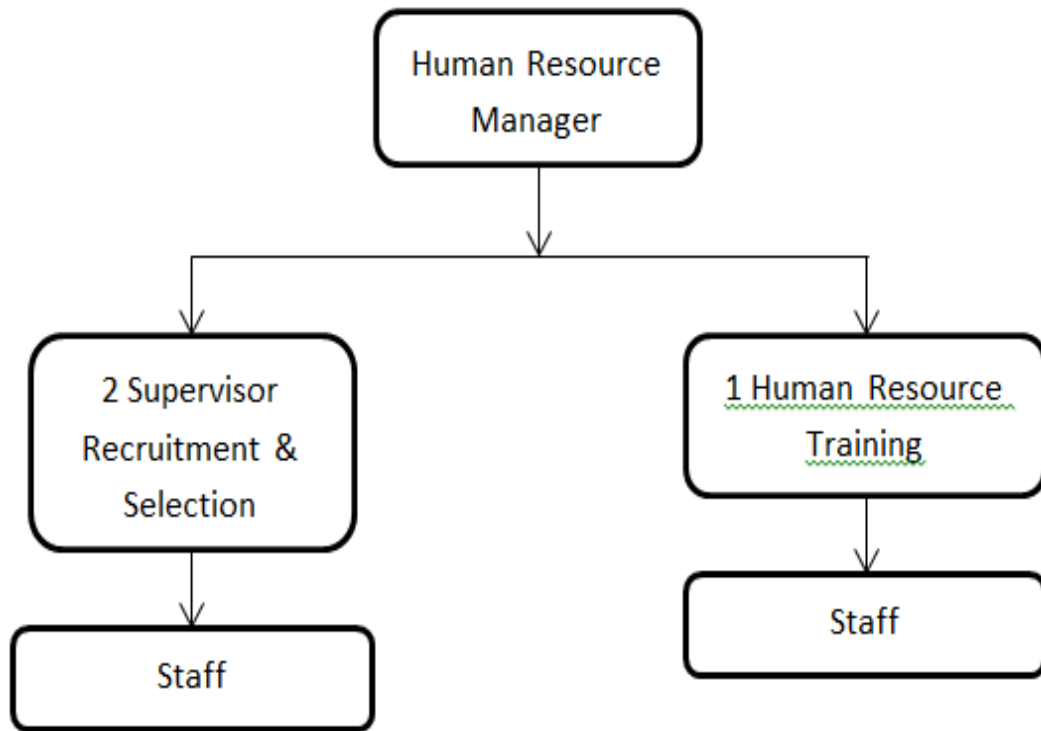 Human Resource
Manager
2 Supervisor
Recruitment &
Selection
1 Human Resource
Training
Staff
Staff